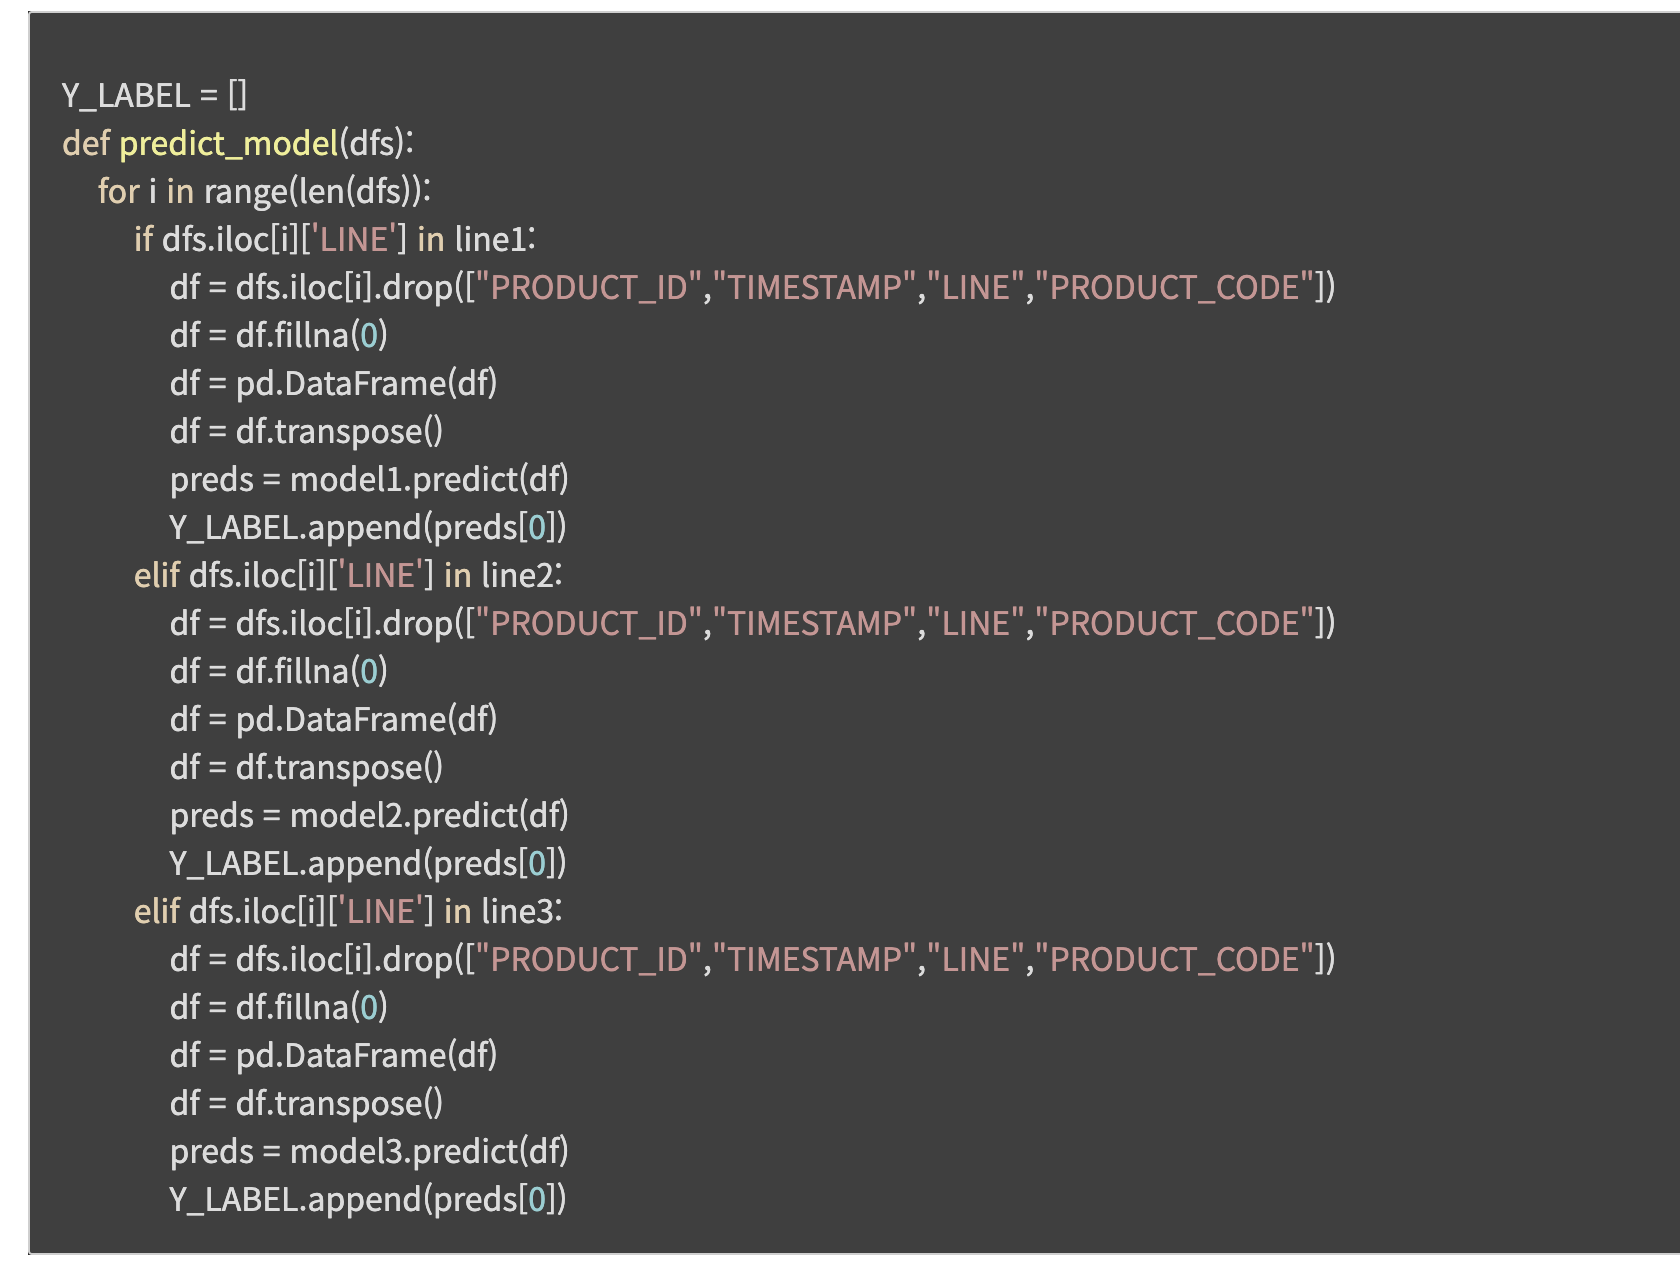 Y_LABEL = []
def predict_model(dfs):
    for i in range(len(dfs)):
        if dfs.iloc[i]['LINE'] in line1:
            df = dfs.iloc[i].drop(["PRODUCT_ID","TIMESTAMP","LINE","PRODUCT_CODE"])
            df = df.fillna(0)
            df = pd.DataFrame(df)
            df = df.transpose()
            preds = model1.predict(df)
            Y_LABEL.append(preds[0])
        elif dfs.iloc[i]['LINE'] in line2:
            df = dfs.iloc[i].drop(["PRODUCT_ID","TIMESTAMP","LINE","PRODUCT_CODE"])
            df = df.fillna(0)
            df = pd.DataFrame(df)
            df = df.transpose()
            preds = model2.predict(df)
            Y_LABEL.append(preds[0])
        elif dfs.iloc[i]['LINE'] in line3:
            df = dfs.iloc[i].drop(["PRODUCT_ID","TIMESTAMP","LINE","PRODUCT_CODE"])
            df = df.fillna(0)
            df = pd.DataFrame(df)
            df = df.transpose()
            preds = model3.predict(df)
            Y_LABEL.append(preds[0])